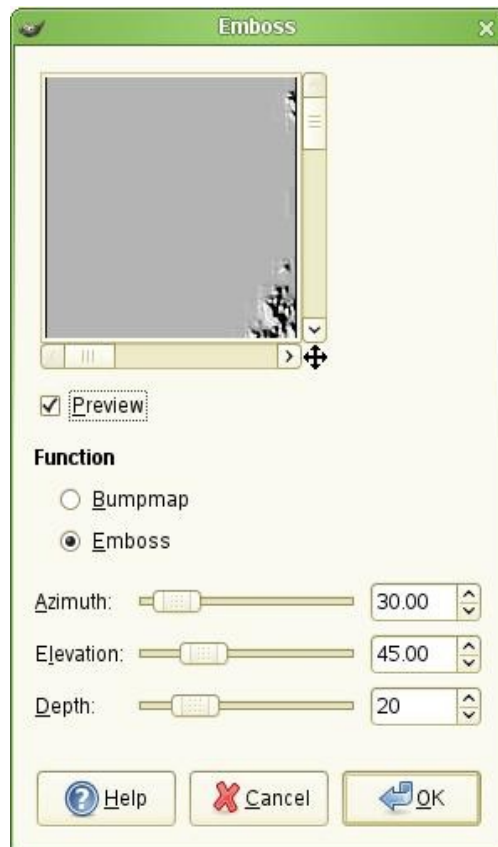 Emboss
Preview
Function
Bumpmap
Emboss
Azimuth: 30.00
Elevation: 45.00
Depth: 20
Help Cancel OK